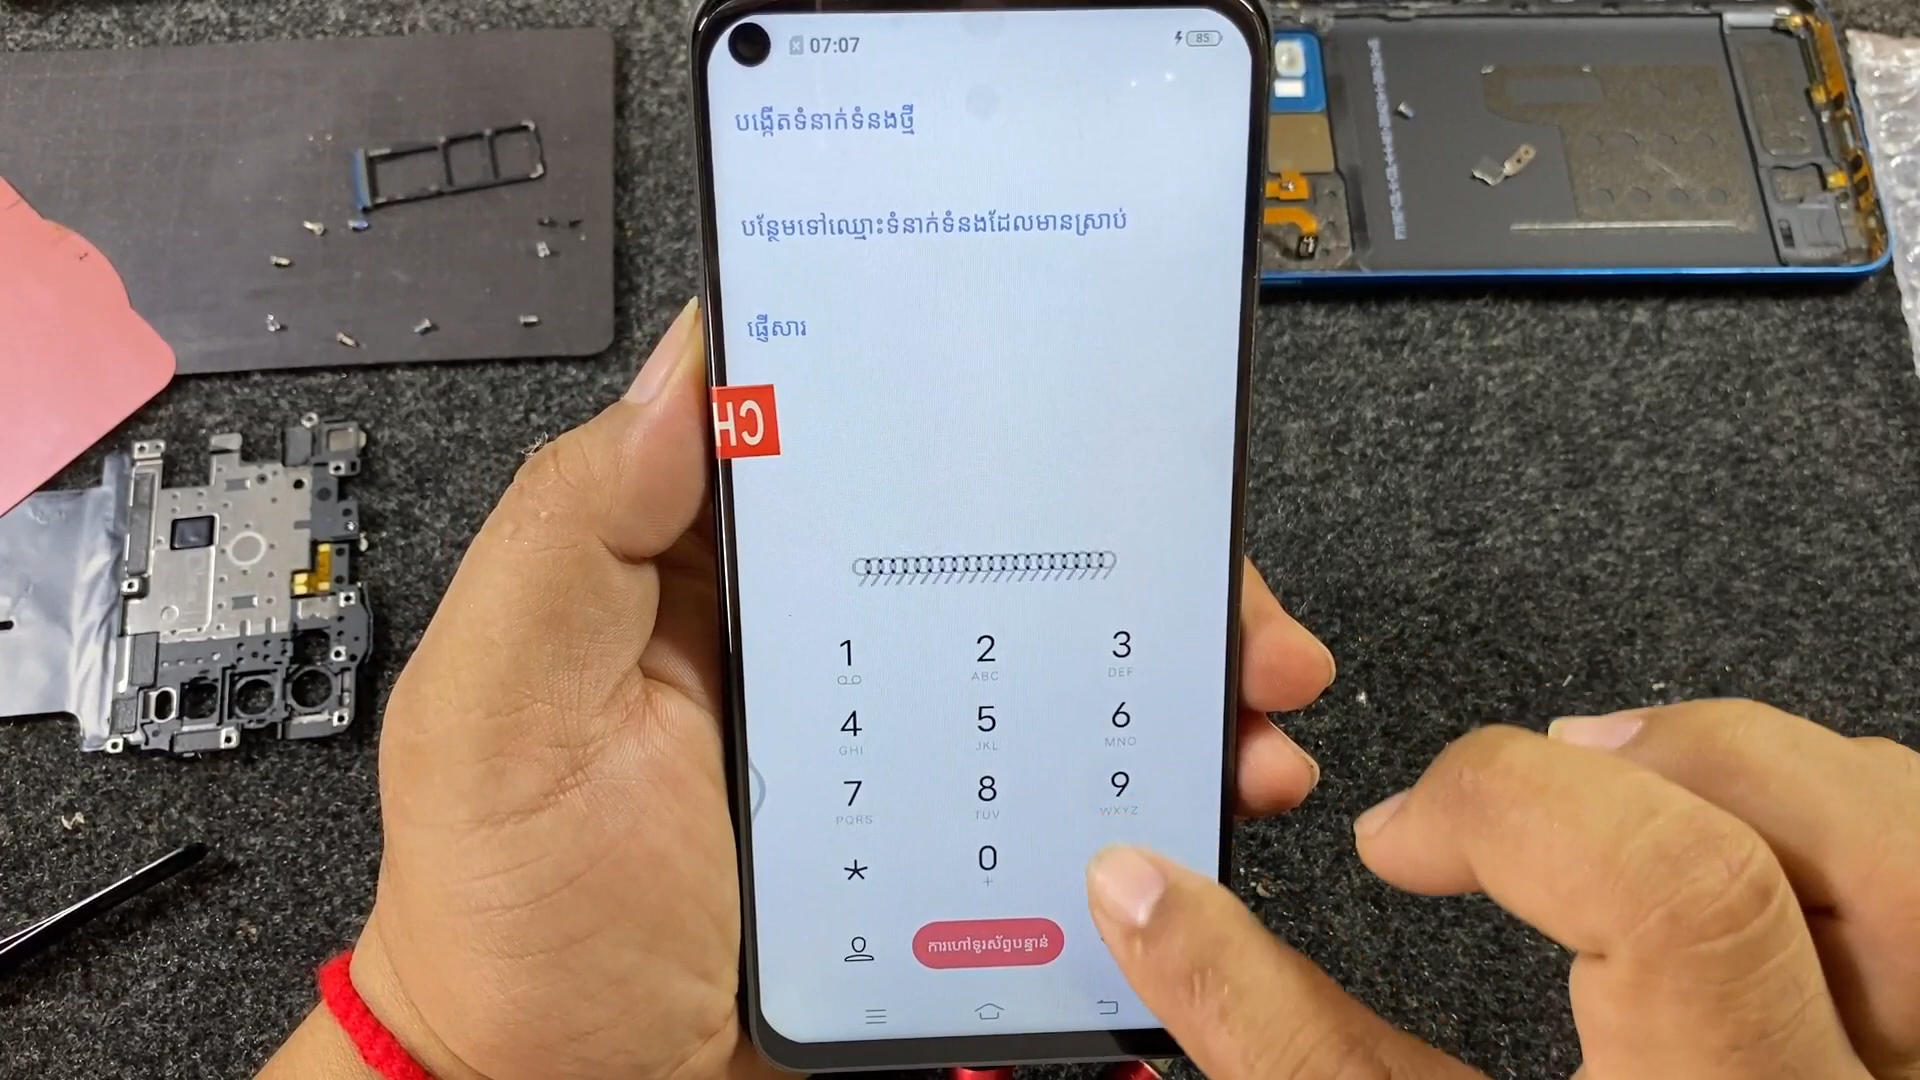 07:07
85
បង្កើតទំនាក់ទំនងថ្មី
បន្ថែមទៅឈ្មោះទំនាក់ទំនងដែលមានស្រាប់
ផ្ញើសារ
CH
1 2 3
ABC DEF
4 5 6
GHI JKL MNO
7 8 9
PQRS TUV WXYZ
* 0
+
ការហៅទូរស័ព្ទបន្ទាន់